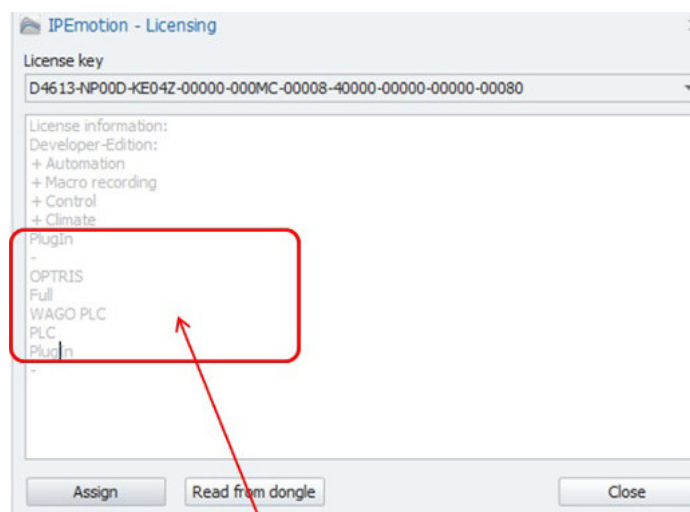 IPEmotion - Licensing
License key
D4613-NP00D-KE04Z-00000-000MC-00008-40000-00000-00000-00080
License information:
Developer-Edition:
+ Automation
+ Macro recording
+ Control
+ Climate
PlugIn
-
OPTRIS
Full
WAGO PLC
PLC
PlugIn
-
Assign
Read from dongle
Close